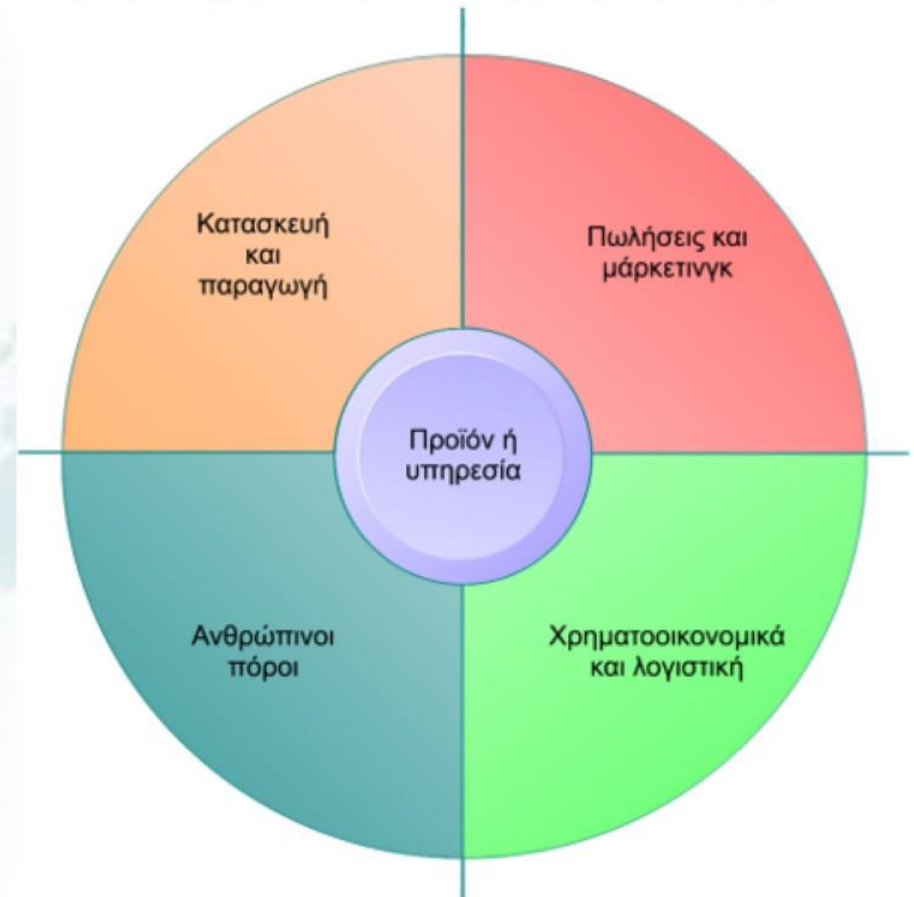 Κατασκευή
και
παραγωγή
Πωλήσεις και
μάρκετινγκ
Προϊόν ή
υπηρεσία
Ανθρώπινοι
πόροι
Χρηματοοικονομικά
και λογιστική